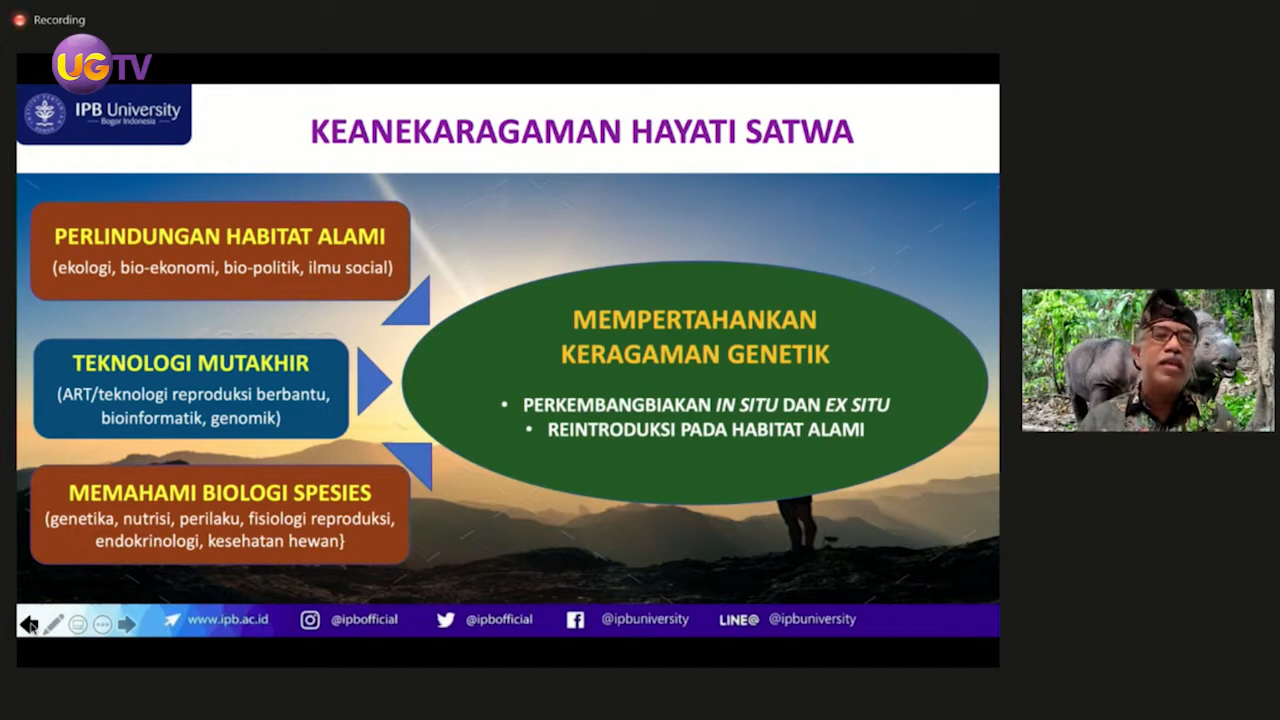 Recording
UGTV
IPB University
Bogor Indonesia
KEANEKARAGAMAN HAYATI SATWA
PERLINDUNGAN HABITAT ALAMI
(ekologi, bio-ekonomi, bio-politik, ilmu social)
TEKNOLOGI MUTAKHIR
(ART/teknologi reproduksi berbantu,
bioinformatik, genomik)
MEMAHAMI BIOLOGI SPESIES
(genetika, nutrisi, perilaku, fisiologi reproduksi,
endokrinologi, kesehatan hewan}
MEMPERTAHANKAN
KERAGAMAN GENETIK
• PERKEMBANGBIAKAN IN SITU DAN EX SITU
• REINTRODUKSI PADA HABITAT ALAMI
www.ipb.ac.id @ipbofficial @ipbofficial @ipbuniversity LINE@ @ipbuniversity